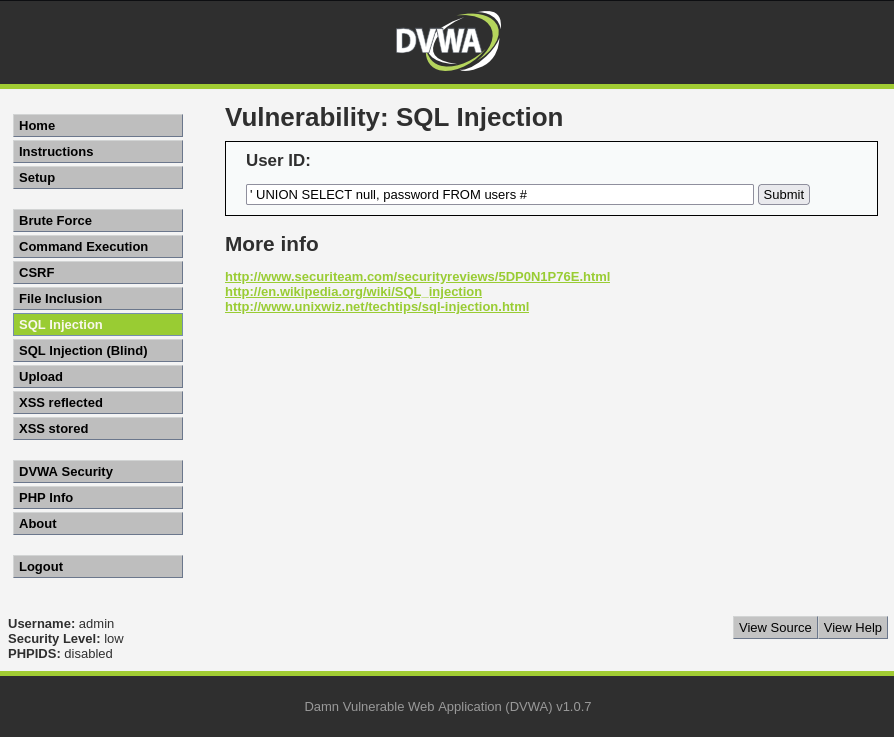 DVWA
Home
Instructions
Setup
Brute Force
Command Execution
CSRF
File Inclusion
SQL Injection
SQL Injection (Blind)
Upload
XSS reflected
XSS stored
DVWA Security
PHP Info
About
Logout
Vulnerability: SQL Injection
User ID:
' UNION SELECT null, password FROM users # Submit
More info
http://www.securiteam.com/securityreviews/5DP0N1P76E.html
http://en.wikipedia.org/wiki/SQL_injection
http://www.unixwiz.net/techtips/sql-injection.html
Username: admin
Security Level: low
PHPIDS: disabled
View Source View Help
Damn Vulnerable Web Application (DVWA) v1.0.7